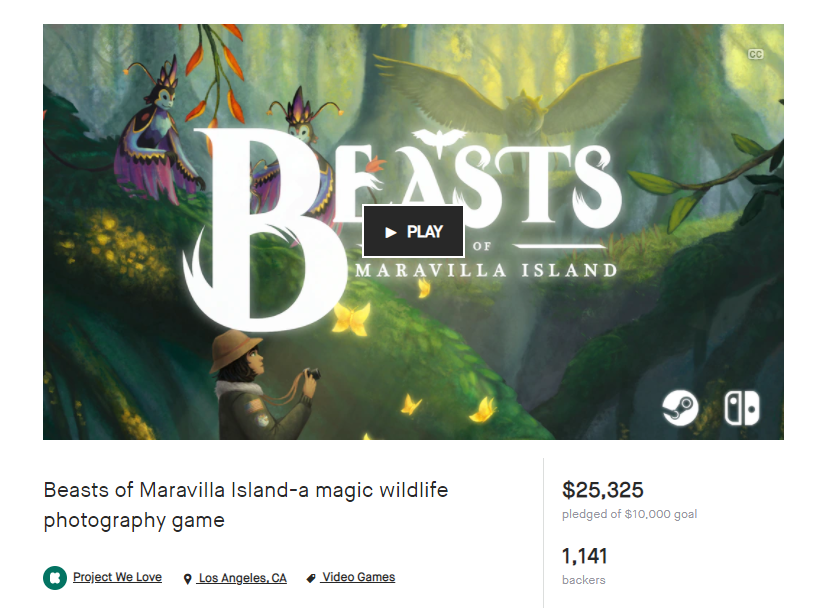 CC
BEASTS
PLAY
OF
MARAVILLA ISLAND
Beasts of Maravilla Island-a magic wildlife
photography game
Project We Love Los Angeles, CA Video Games
$25,325
pledged of $10,000 goal
1,141
backers